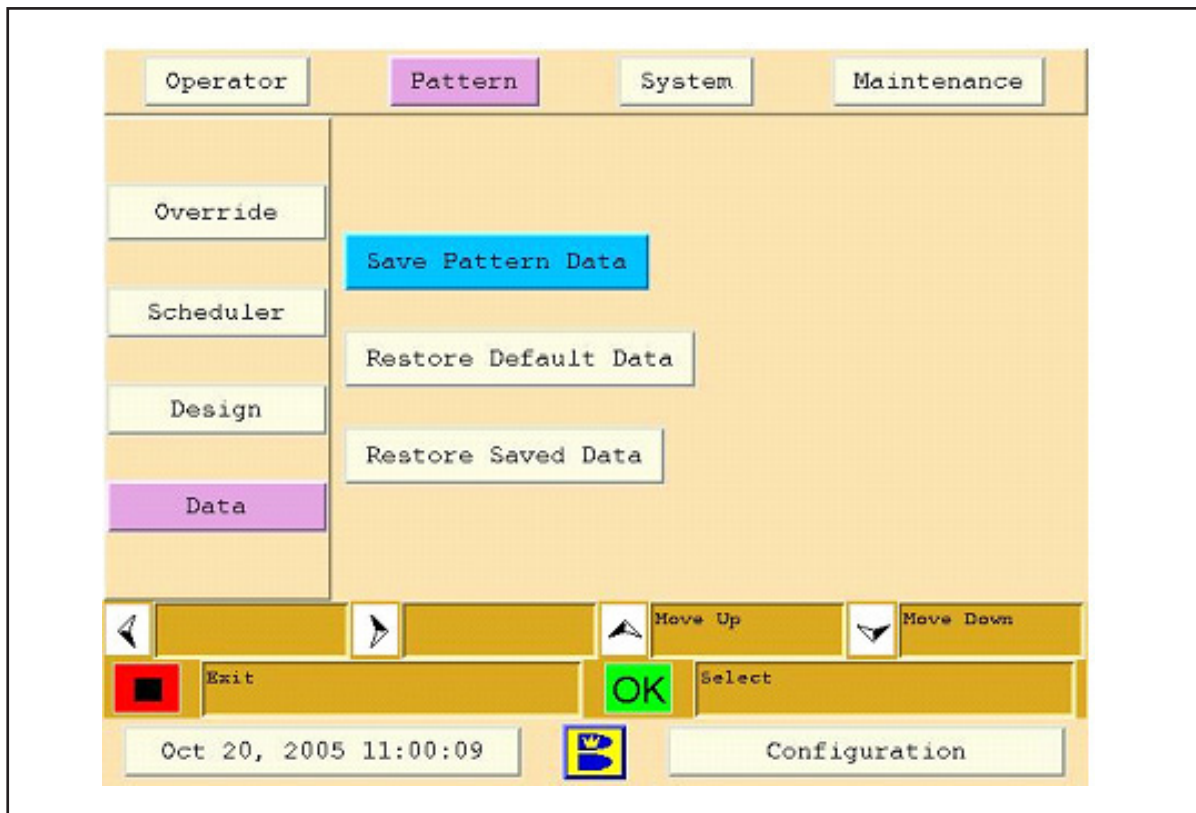 Operator Pattern System Maintenance
Override
Save Pattern Data
Scheduler
Restore Default Data
Design
Restore Saved Data
Data
Move Up Move Down
Exit OK Select
Oct 20, 2005 11:00:09 Configuration